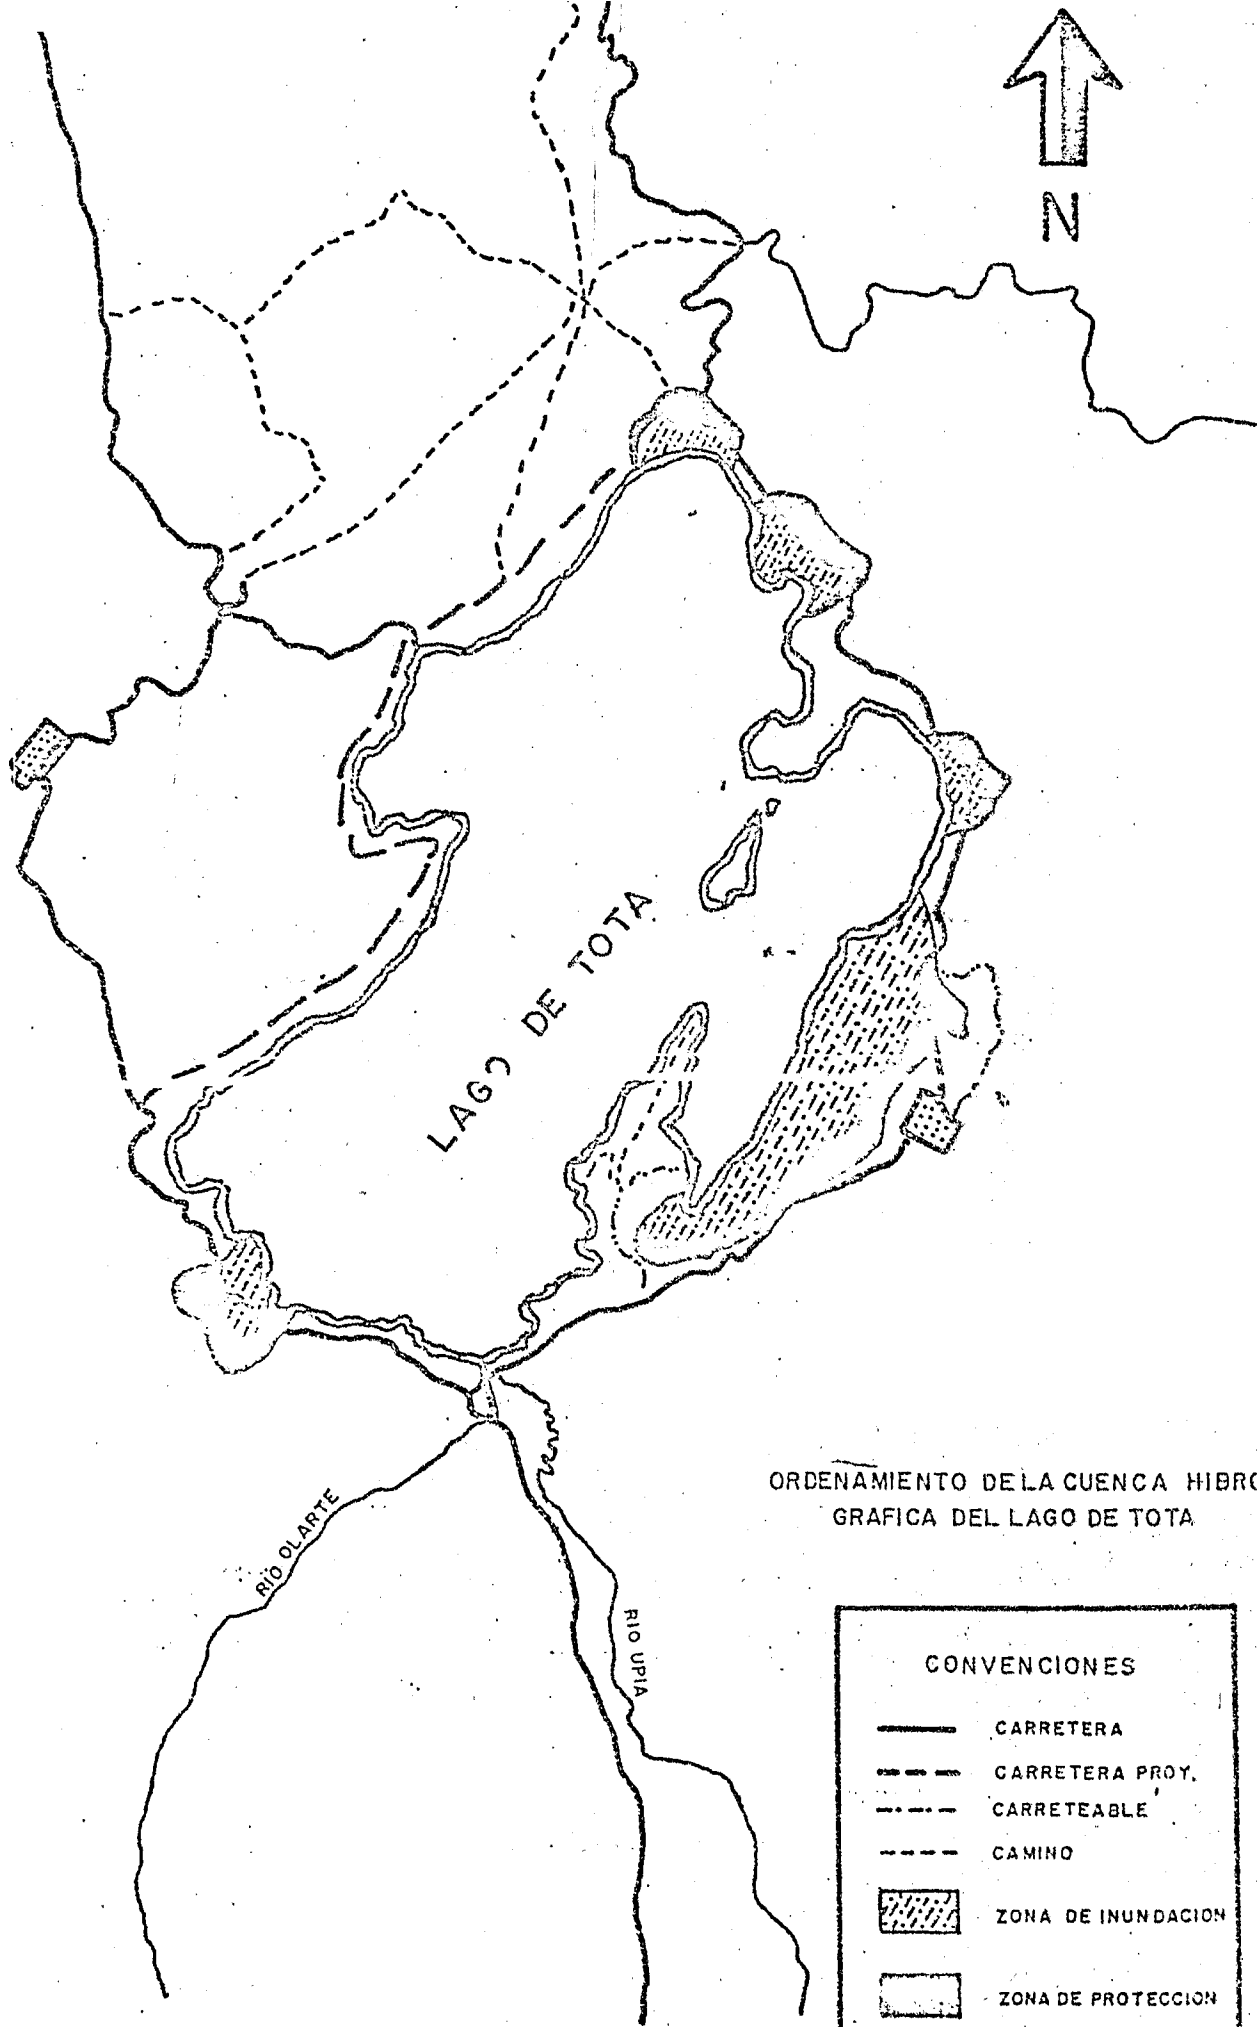 N
LAGO DE TOTA
ORDENAMIENTO DE LA CUENCA HIBRO
GRAFICA DEL LAGO DE TOTA
RIO OLARTE
RIO UPIA
CONVENCIONES
CARRETERA
CARRETERA PROY.
CARRETEABLE
CAMINO
ZONA DE INUNDACION
ZONA DE PROTECCION